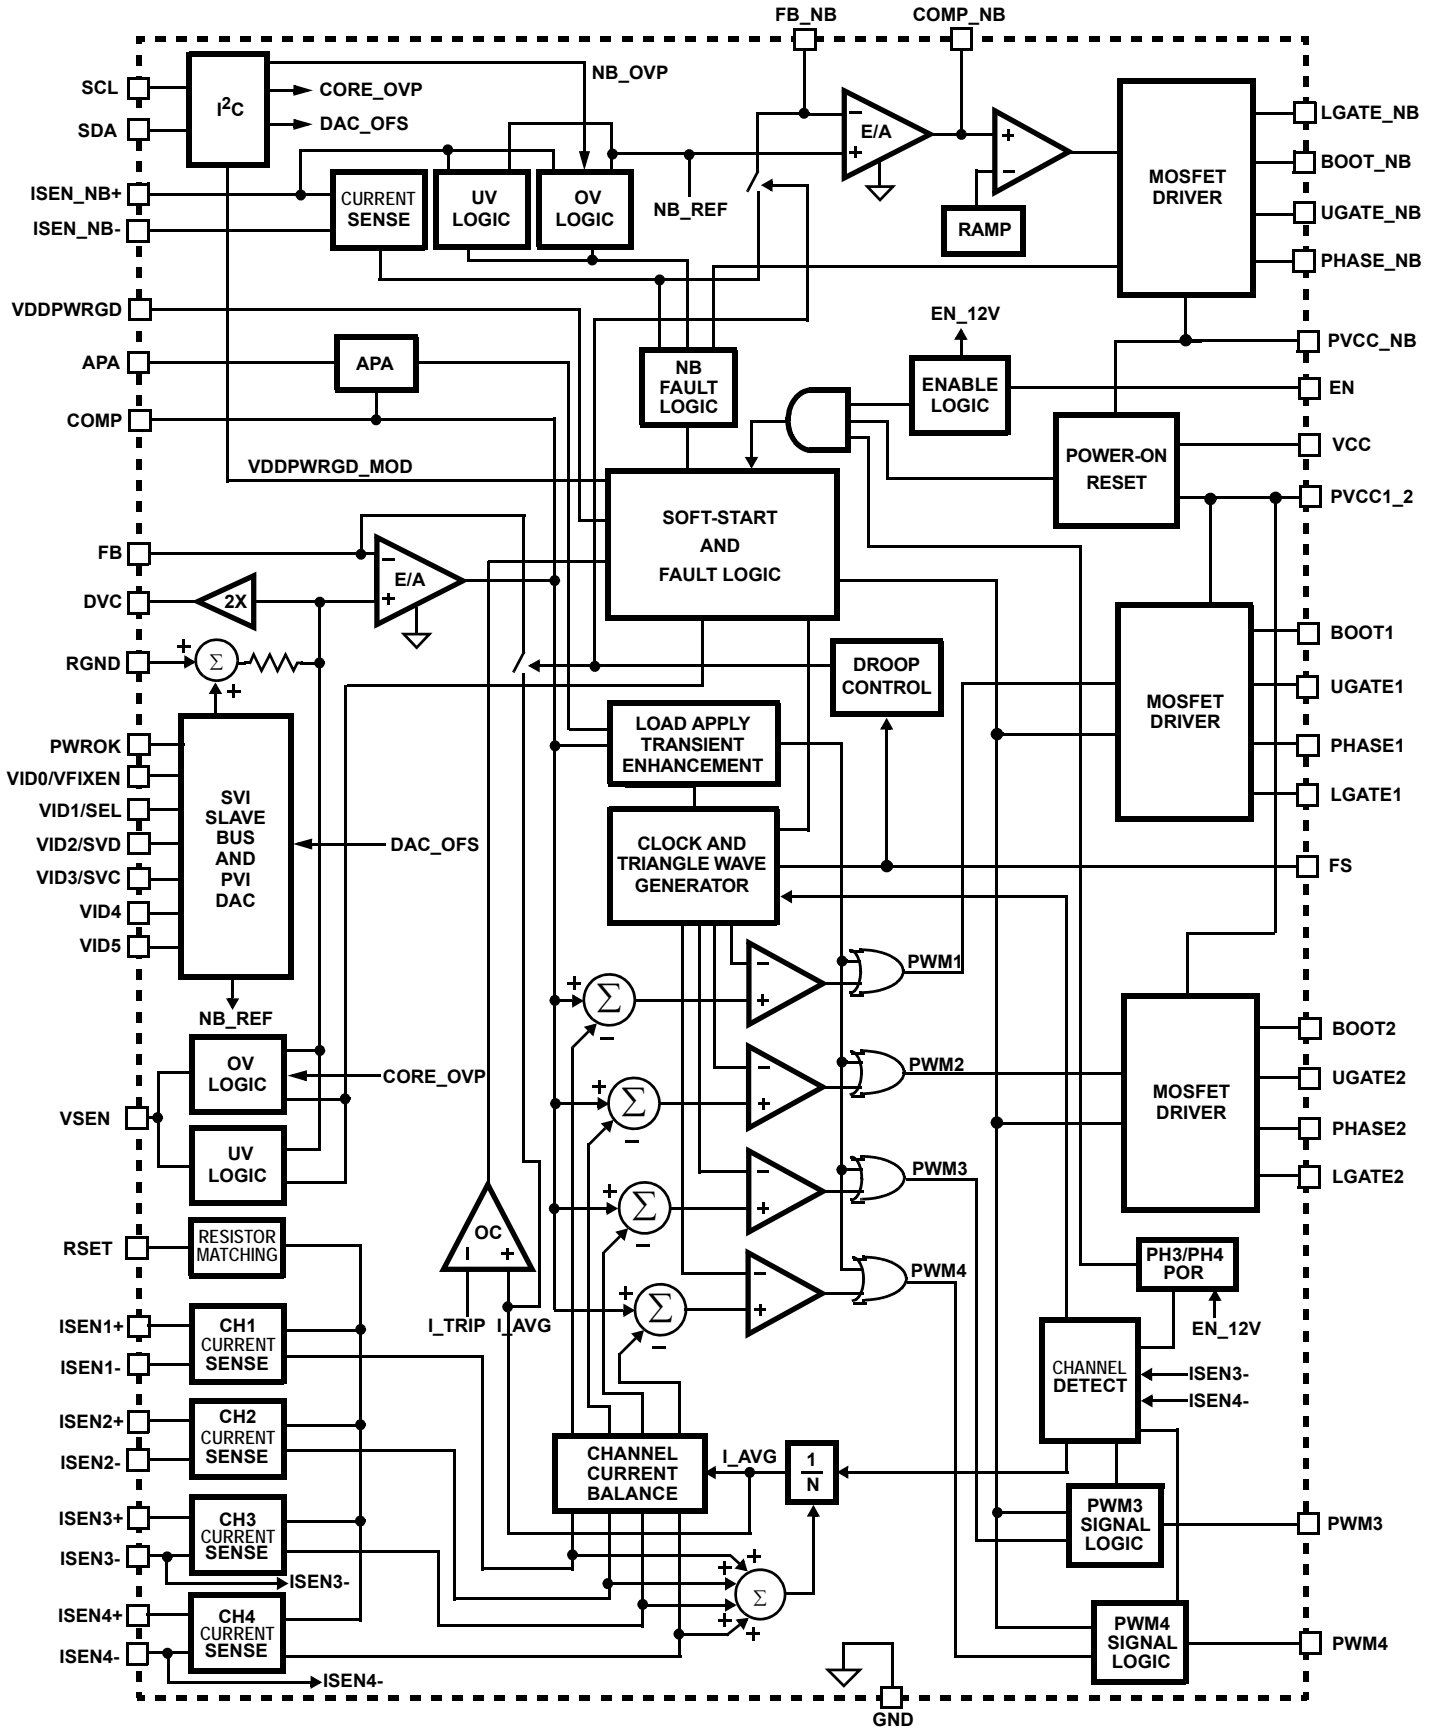 FB_NB
COMP_NB
SCL
SDA
I2C
CORE_OVP
DAC_OFS
NB_OVP
E/A
−
+
+
−
RAMP
MOSFET
DRIVER
LGATE_NB
BOOT_NB
UGATE_NB
PHASE_NB
ISEN_NB+
ISEN_NB-
CURRENT
SENSE
UV
LOGIC
OV
LOGIC
NB_REF
VDDPWRGD
APA
APA
COMP
NB
FAULT
LOGIC
EN_12V
ENABLE
LOGIC
PVCC_NB
EN
POWER-ON
RESET
VCC
PVCC1_2
VDDPWRGD_MOD
SOFT-START
AND
FAULT LOGIC
FB
DVC
2X
−
E/A
+
RGND
+
Σ
+
DROOP
CONTROL
MOSFET
DRIVER
BOOT1
UGATE1
PHASE1
LGATE1
LOAD APPLY
TRANSIENT
ENHANCEMENT
PWROK
VID0/VFIXEN
VID1/SEL
VID2/SVD
VID3/SVC
VID4
VID5
SVI
SLAVE
BUS
AND
PVI
DAC
DAC_OFS
NB_REF
CLOCK AND
TRIANGLE WAVE
GENERATOR
FS
+
Σ
−
−
+
PWM1
+
Σ
−
−
+
PWM2
+
Σ
−
−
+
PWM3
+
Σ
−
−
+
PWM4
MOSFET
DRIVER
BOOT2
UGATE2
PHASE2
LGATE2
VSEN
OV
LOGIC
CORE_OVP
UV
LOGIC
RSET
RESISTOR
MATCHING
OC
− +
I_TRIP I_AVG
PH3/PH4
POR
EN_12V
CHANNEL
DETECT
ISEN3-
ISEN4-
ISEN1+
ISEN1-
CH1
CURRENT
SENSE
ISEN2+
ISEN2-
CH2
CURRENT
SENSE
ISEN3+
ISEN3-
CH3
CURRENT
SENSE
ISEN3-
ISEN4+
ISEN4-
CH4
CURRENT
SENSE
ISEN4-
CHANNEL
CURRENT
BALANCE
I_AVG
1
N
+
+
+
+
Σ
PWM3
SIGNAL
LOGIC
PWM3
PWM4
SIGNAL
LOGIC
PWM4
GND